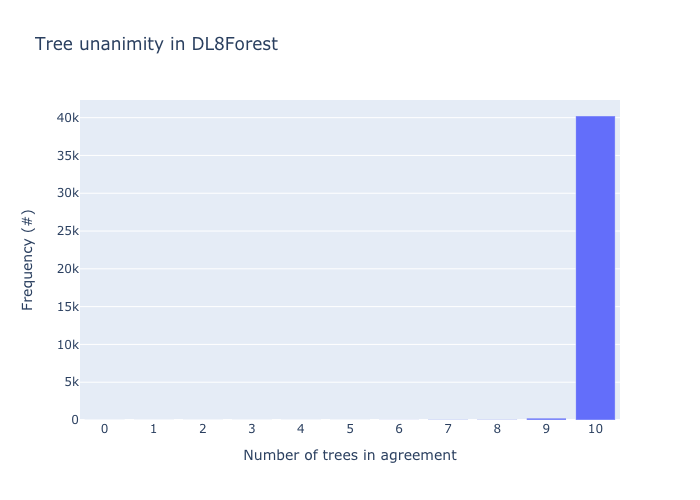 Tree unanimity in DL8Forest
40k
35k
30k
25k
20k
15k
10k
5k
0
Frequency (#)
0 1 2 3 4 5 6 7 8 9 10
Number of trees in agreement